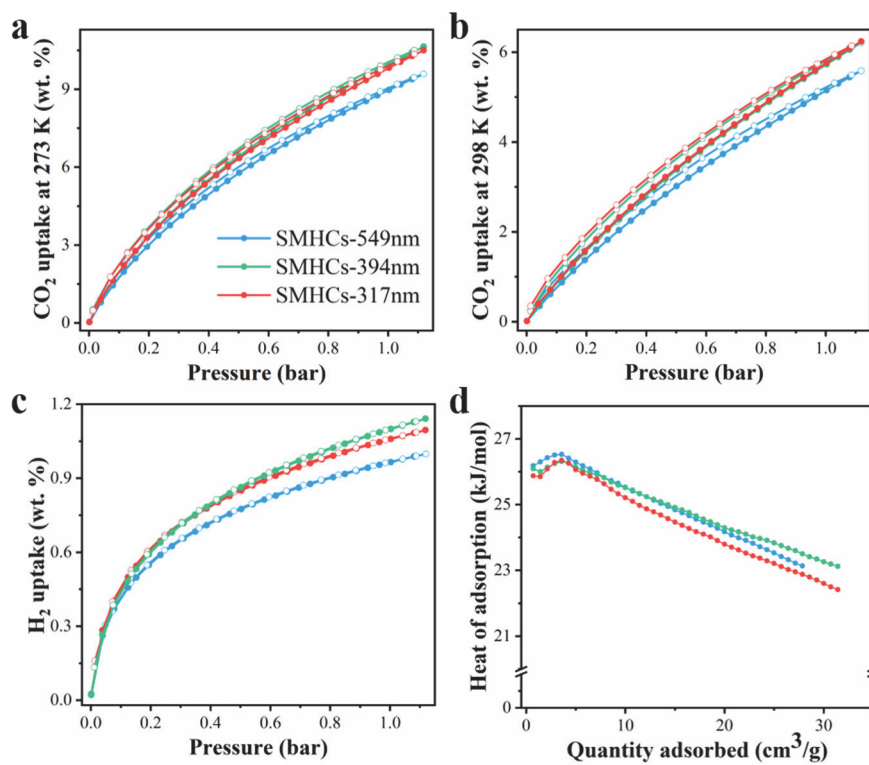 a
CO₂ uptake at 273 K (wt. %)
9
6
3
0
SMHCs-549nm
SMHCs-394nm
SMHCs-317nm
0.0 0.2 0.4 0.6 0.8 1.0
Pressure (bar)
b
CO₂ uptake at 298 K (wt. %)
6
4
2
0
0.0 0.2 0.4 0.6 0.8 1.0
Pressure (bar)
c
H₂ uptake (wt. %)
1.2
0.9
0.6
0.3
0.0
0.0 0.2 0.4 0.6 0.8 1.0
Pressure (bar)
d
Heat of adsorption (kJ/mol)
27
26
25
23
21
0
0 10 20 30
Quantity adsorbed (cm³/g)